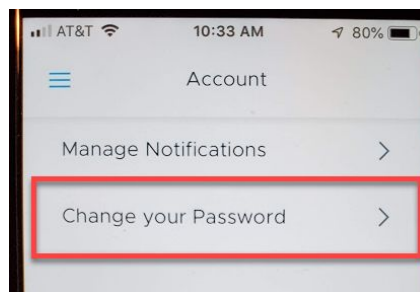 AT&T 10:33 AM 80%
Account
Manage Notifications
Change your Password